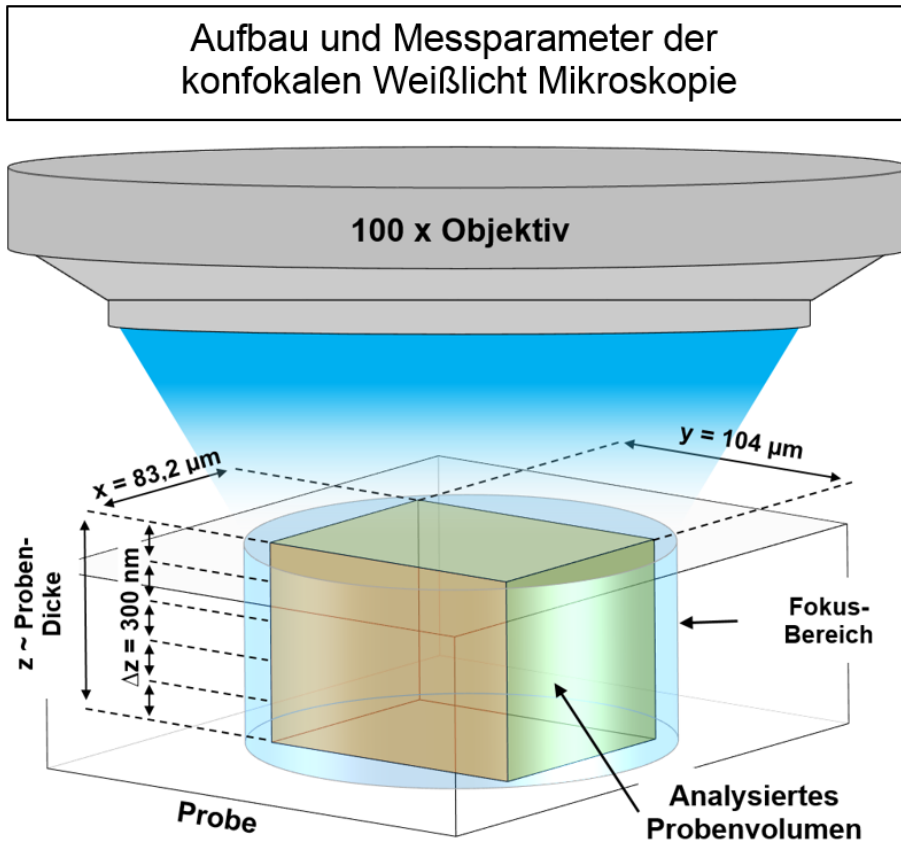 Aufbau und Messparameter der
konfokalen Weißlicht Mikroskopie
100 x Objektiv
x = 83,2 µm
y = 104 µm
z ~ Proben-
Dicke
Δz = 300 nm
Fokus-
Bereich
Analysiertes
Probenvolumen
Probe